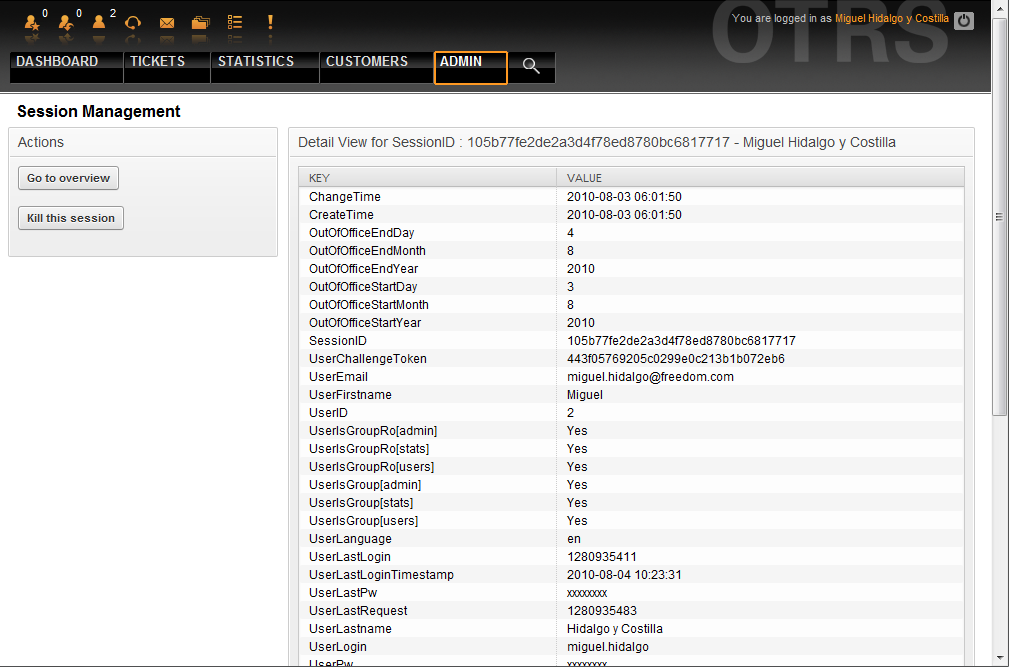 0 0 2
You are logged in as Miguel Hidalgo y Costilla
OTRS
DASHBOARD TICKETS STATISTICS CUSTOMERS ADMIN
Session Management
Actions
Go to overview
Kill this session
Detail View for SessionID : 105b77fe2de2a3d4f78ed8780bc6817717 - Miguel Hidalgo y Costilla
KEY VALUE
ChangeTime 2010-08-03 06:01:50
CreateTime 2010-08-03 06:01:50
OutOfOfficeEndDay 4
OutOfOfficeEndMonth 8
OutOfOfficeEndYear 2010
OutOfOfficeStartDay 3
OutOfOfficeStartMonth 8
OutOfOfficeStartYear 2010
SessionID 105b77fe2de2a3d4f78ed8780bc6817717
UserChallengeToken 443f05769205c0299e0c213b1b072eb6
UserEmail miguel.hidalgo@freedom.com
UserFirstname Miguel
UserID 2
UserIsGroupRo[admin] Yes
UserIsGroupRo[stats] Yes
UserIsGroupRo[users] Yes
UserIsGroup[admin] Yes
UserIsGroup[stats] Yes
UserIsGroup[users] Yes
UserLanguage en
UserLastLogin 1280935411
UserLastLoginTimestamp 2010-08-04 10:23:31
UserLastPw xxxxxxxx
UserLastRequest 1280935483
UserLastname Hidalgo y Costilla
UserLogin miguel.hidalgo
UserPw xxxxxxxx